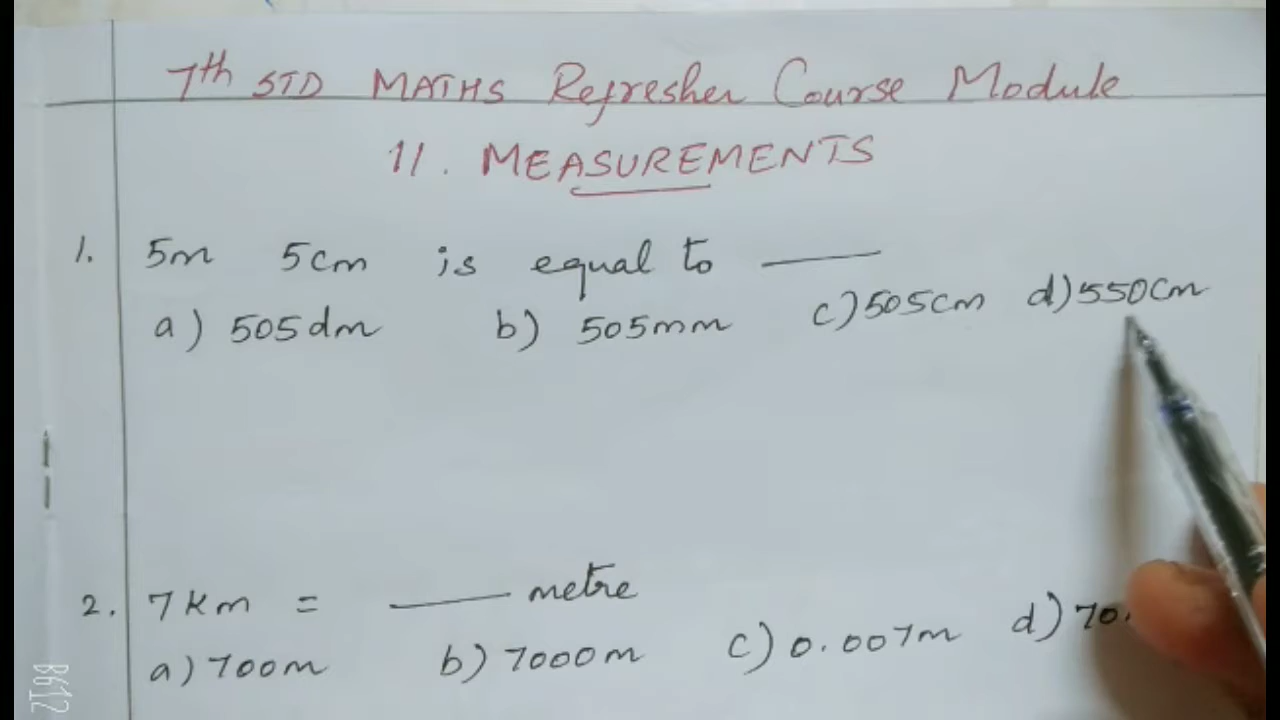 7th STD MATHS Refresher Course Module
11. MEASUREMENTS
1. 5m 5cm is equal to ____
a) 505dm b) 505mm c) 505cm d) 550cm
2. 7km = ____ metre
a) 700m b) 7000m c) 0.007m d)
B612